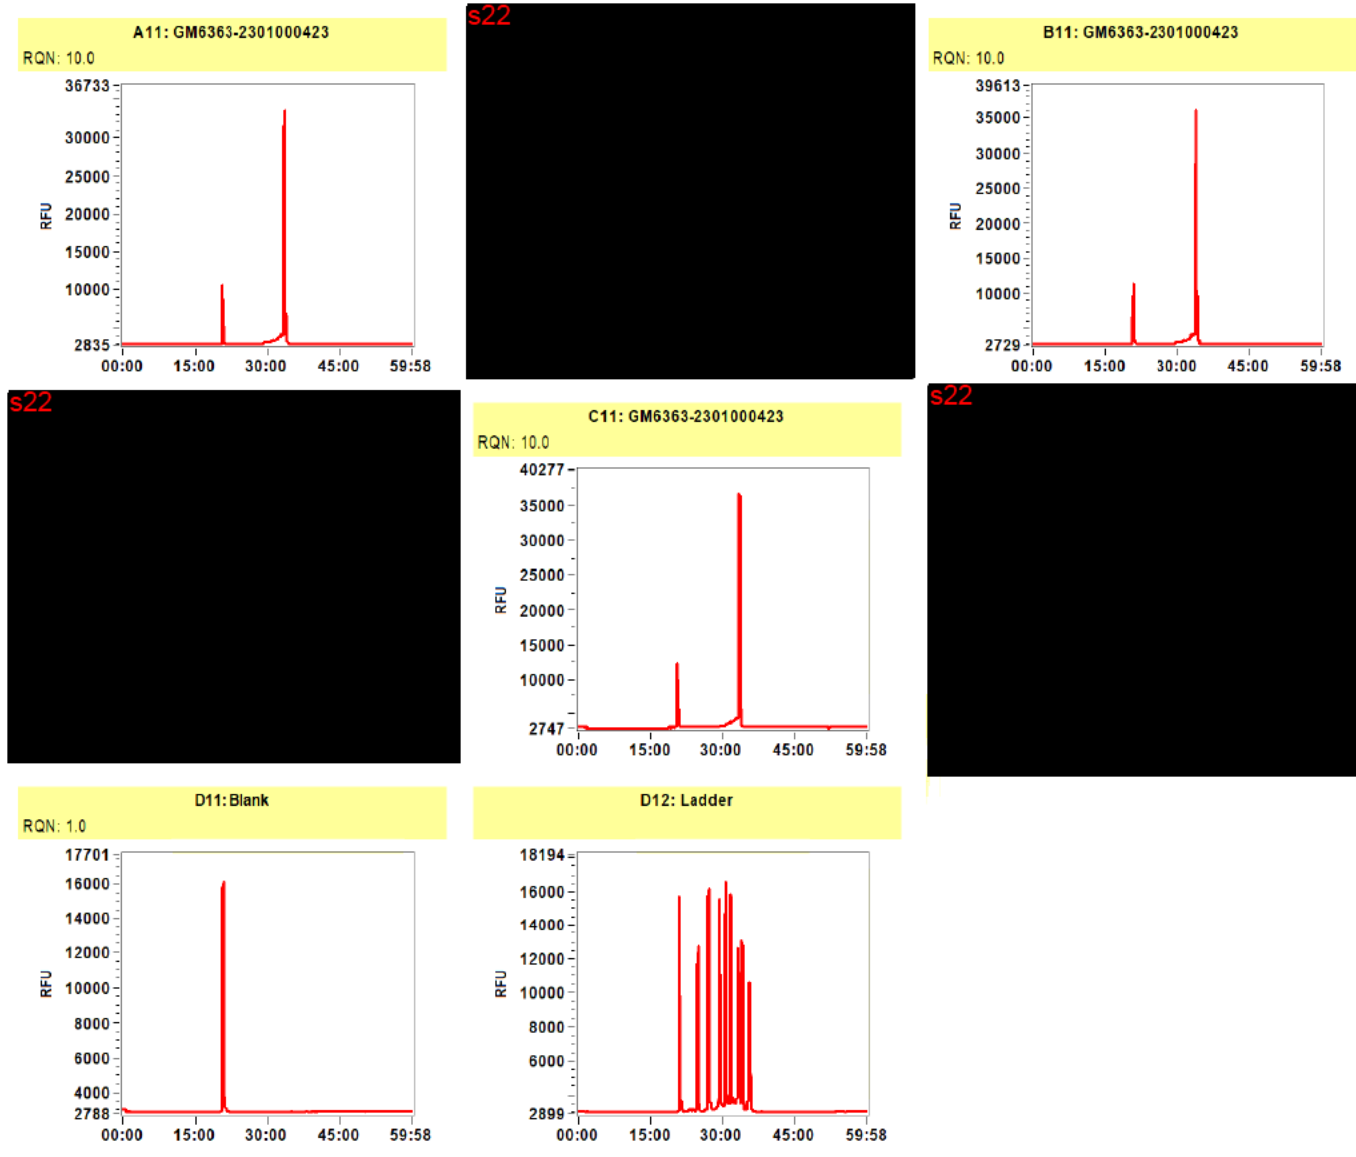 A11: GM6363-2301000423
RQN: 10.0
36733
30000
25000
20000
15000
10000
2835
RFU
00:00 15:00 30:00 45:00 59:58
s22
B11: GM6363-2301000423
RQN: 10.0
39613
35000
30000
25000
20000
15000
10000
2729
RFU
00:00 15:00 30:00 45:00 59:58
s22
C11: GM6363-2301000423
RQN: 10.0
40277
35000
30000
25000
20000
15000
10000
2747
RFU
00:00 15:00 30:00 45:00 59:58
s22
D11: Blank
RQN: 1.0
17701
16000
14000
12000
10000
8000
6000
4000
2788
RFU
00:00 15:00 30:00 45:00 59:58
D12: Ladder
18194
16000
14000
12000
10000
8000
6000
2899
RFU
00:00 15:00 30:00 45:00 59:58